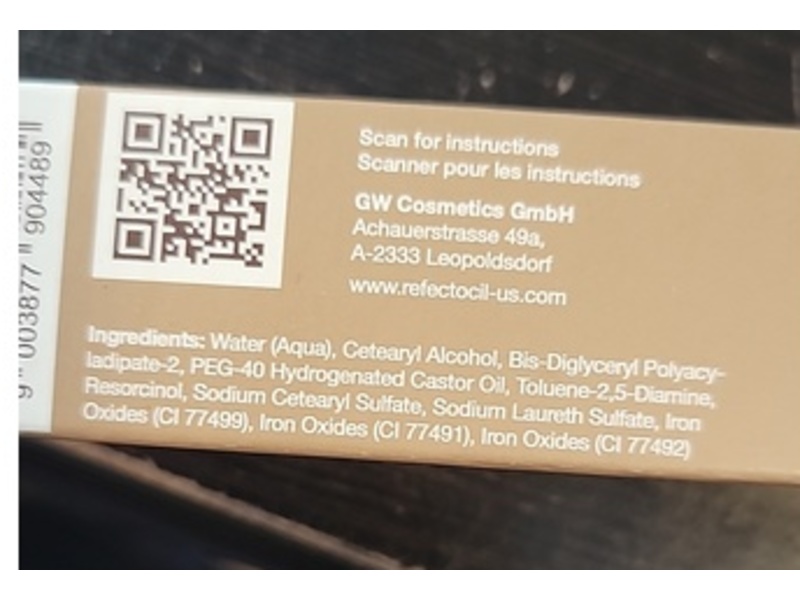 Scan for instructions
Scanner pour les instructions
GW Cosmetics GmbH
Achauerstrasse 49a,
A-2333 Leopoldsdorf
www.refectocil-us.com
Ingredients: Water (Aqua), Cetearyl Alcohol, Bis-Diglyceryl Polyacy-
ladipate-2, PEG-40 Hydrogenated Castor Oil, Toluene-2,5-Diamine,
Resorcinol, Sodium Cetearyl Sulfate, Sodium Laureth Sulfate, Iron
Oxides (CI 77499), Iron Oxides (CI 77491), Iron Oxides (CI 77492)
9 003877 904489